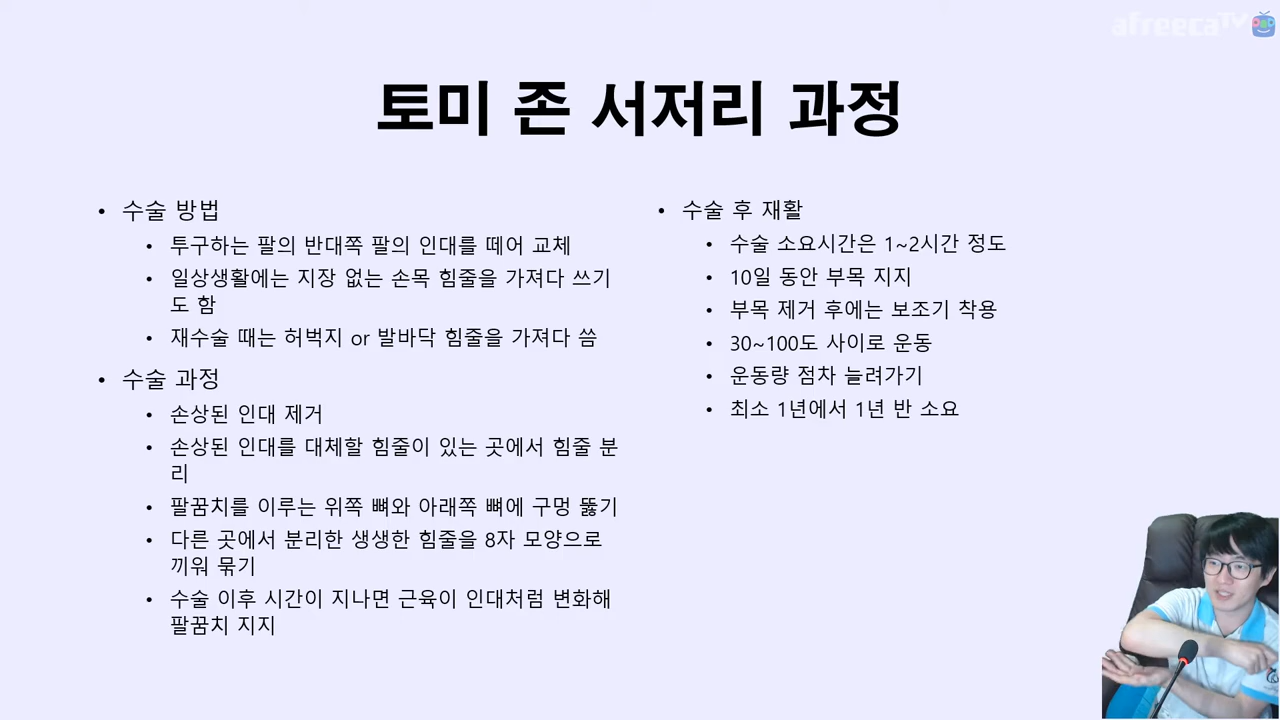 afreecaTV
토미 존 서저리 과정
• 수술 방법
• 투구하는 팔의 반대쪽 팔의 인대를 떼어 교체
• 일상생활에는 지장 없는 손목 힘줄을 가져다 쓰기
도 함
• 재수술 때는 허벅지 or 발바닥 힘줄을 가져다 씀
• 수술 과정
• 손상된 인대 제거
• 손상된 인대를 대체할 힘줄이 있는 곳에서 힘줄 분
리
• 팔꿈치를 이루는 위쪽 뼈와 아래쪽 뼈에 구멍 뚫기
• 다른 곳에서 분리한 생생한 힘줄을 8자 모양으로
끼워 묶기
• 수술 이후 시간이 지나면 근육이 인대처럼 변화해
팔꿈치 지지
• 수술 후 재활
• 수술 소요시간은 1~2시간 정도
• 10일 동안 부목 지지
• 부목 제거 후에는 보조기 착용
• 30~100도 사이로 운동
• 운동량 점차 늘려가기
• 최소 1년에서 1년 반 소요